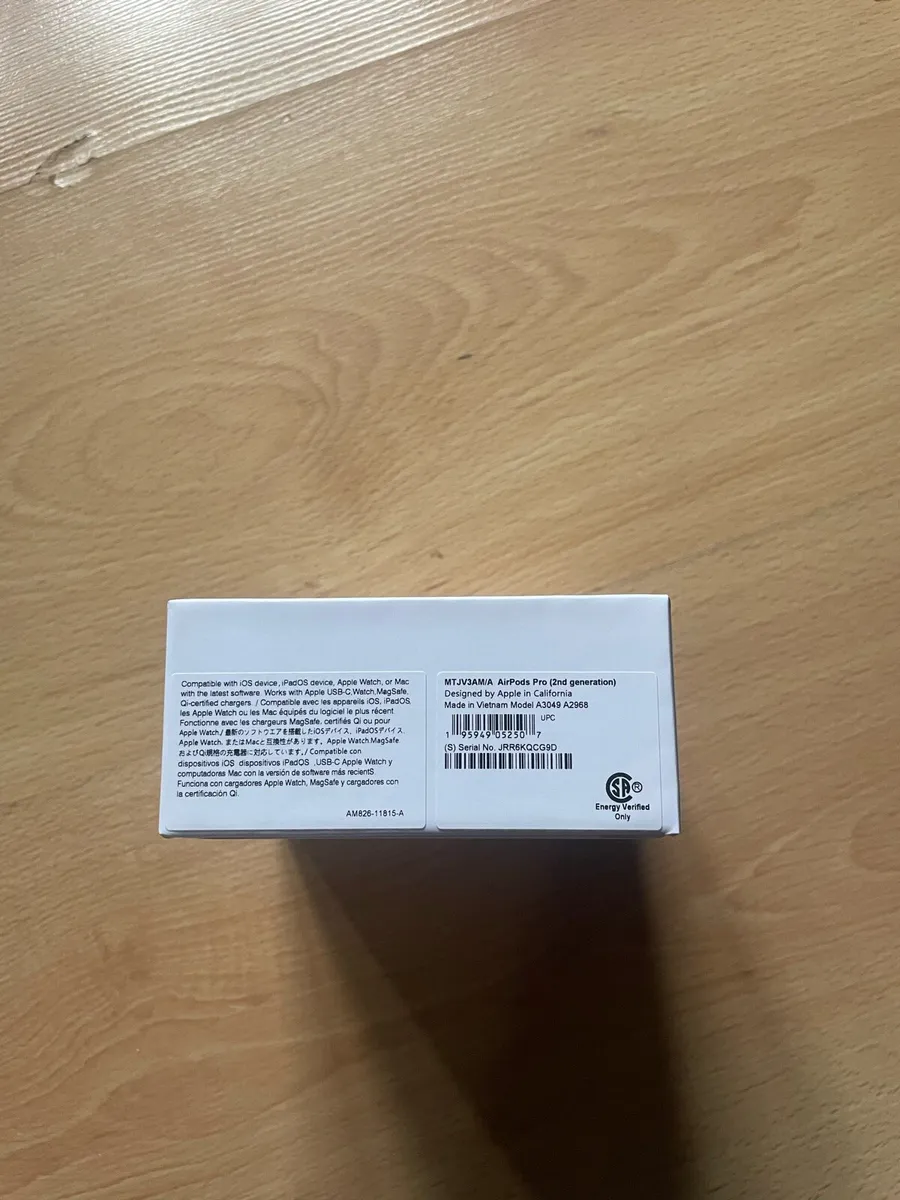 Compatible with iOS device, iPadOS device, Apple Watch, or Mac
with the latest software. Works with Apple USB-C,Watch,MagSafe,
Qi-certified chargers. / Compatible avec les appareils iOS, iPadOS,
les Apple Watch ou les Mac équipés du logiciel le plus récent
Fonctionne avec les chargeurs MagSafe, certifiés Qi ou pour
Apple Watch / 最新のソフトウエアを搭載したiOSデバイス、iPadOSデバイス、
Apple Watch、またはMacと互換性があります。Apple Watch.MagSafe
およびQi規格の充電器に対応しています。/ Compatible con
dispositivos iOS dispositivos iPadOS ,USB-C Apple Watch y
computadoras Mac con la versión de software más recientS.
Funciona con cargadores Apple Watch, MagSafe y cargadores con
la certificación Qi.
AM826-11815-A
MTJV3AM/A AirPods Pro (2nd generation)
Designed by Apple in California
Made in Vietnam Model A3049 A2968
UPC
1 95949 05250 7
(S) Serial No. JRR6KQCG9D
SA ®
Energy Verified
Only